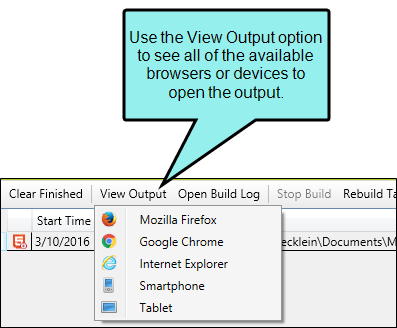 Use the View Output option
to see all of the available
browsers or devices to
open the output.
Clear Finished View Output Open Build Log Stop Build Rebuild Ta
Start Time
3/10/2016 ecklein\Documents\M
Mozilla Firefox
Google Chrome
Internet Explorer
Smartphone
Tablet